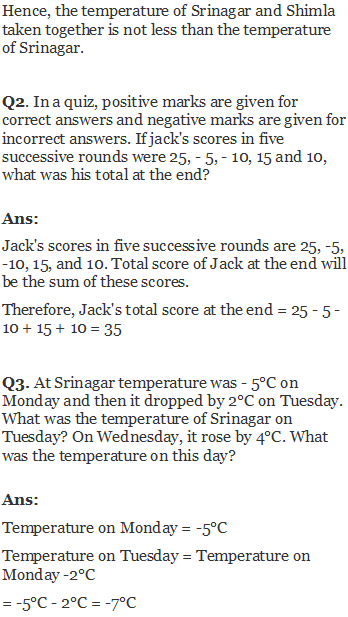 Hence, the temperature of Srinagar and Shimla
taken together is not less than the temperature
of Srinagar.
Q2. In a quiz, positive marks are given for
correct answers and negative marks are given for
incorrect answers. If jack's scores in five
successive rounds were 25, - 5, - 10, 15 and 10,
what was his total at the end?
Ans:
Jack's scores in five successive rounds are 25, -5,
-10, 15, and 10. Total score of Jack at the end will
be the sum of these scores.
Therefore, Jack's total score at the end = 25 - 5 -
10 + 15 + 10 = 35
Q3. At Srinagar temperature was - 5°C on
Monday and then it dropped by 2°C on Tuesday.
What was the temperature of Srinagar on
Tuesday? On Wednesday, it rose by 4°C. What
was the temperature on this day?
Ans:
Temperature on Monday = -5°C
Temperature on Tuesday = Temperature on
Monday -2°C
= -5°C - 2°C = -7°C